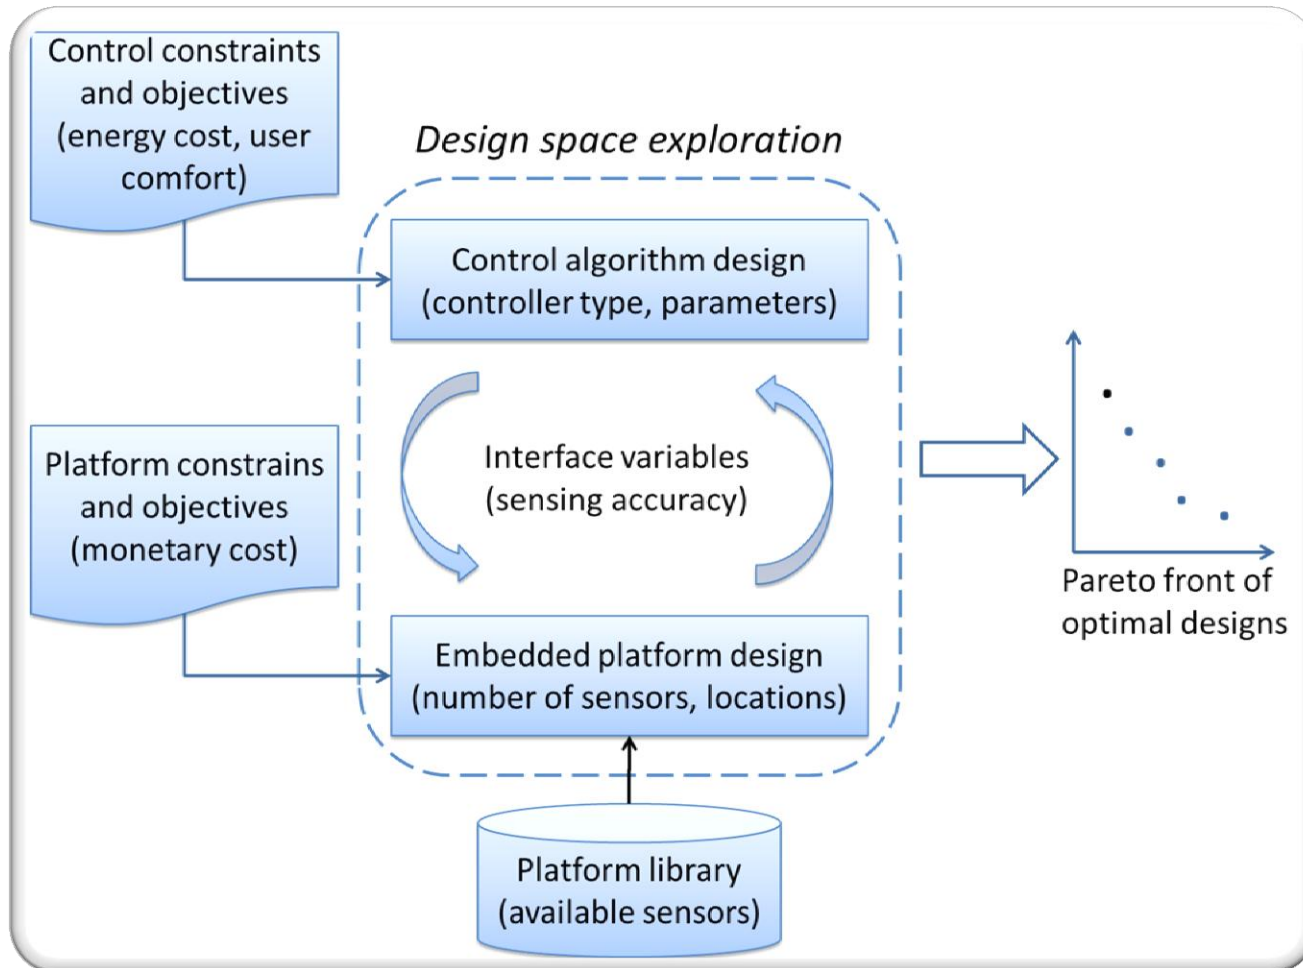 Control constraints
and objectives
(energy cost, user
comfort)
Design space exploration
Control algorithm design
(controller type, parameters)
Interface variables
(sensing accuracy)
Platform constrains
and objectives
(monetary cost)
Embedded platform design
(number of sensors, locations)
Platform library
(available sensors)
Pareto front of
optimal designs